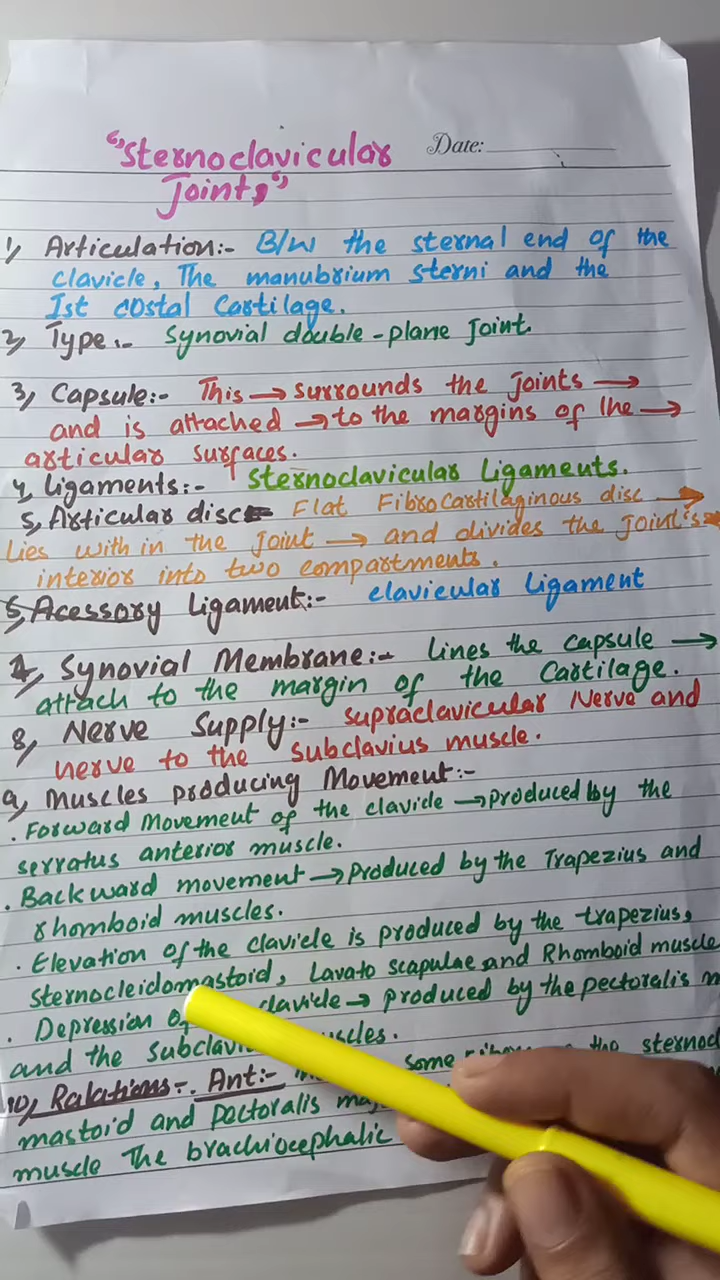 "Sternoclavicular
Date:
Joint,"
1, Articulation:- B/W the sternal end of the
clavicle, The manubrium sterni and the
Ist costal Cartilage.
2, Type:- Synovial double-plane Joint.
3, Capsule:- This → surrounds the joints →
and is attached → to the margins of the →
articular surfaces.
4, Ligaments:- Sternoclavicular Ligaments.
5, Articular disc Flat Fibrocartilaginous disc →
Lies with in the Joint → and divides the Joint's →
interior into two compartments.
Acessory Ligament:- clavicular Ligament
7, Synovial Membrane:- lines the capsule →
attach to the margin of the Cartilage.
8, Nerve Supply:- supraclavicular Nerve and
nerve to the subclavius muscle.
9, Muscles producing Movement:-
. Forward Movement of the clavicle → produced by the
serratus anterior muscle.
. Backward movement → produced by the Trapezius and
rhomboid muscles.
. Elevation of the clavicle is produced by the trapezius,
sternocleidomastoid, Lavato scapulae, and Rhomboid muscle
. Depression clavicle → produced by the pectoralis m
and the
10, Ralations-. Ant:- some the sternocl
mastoid and pectoralis
muscle The brachiocephalic